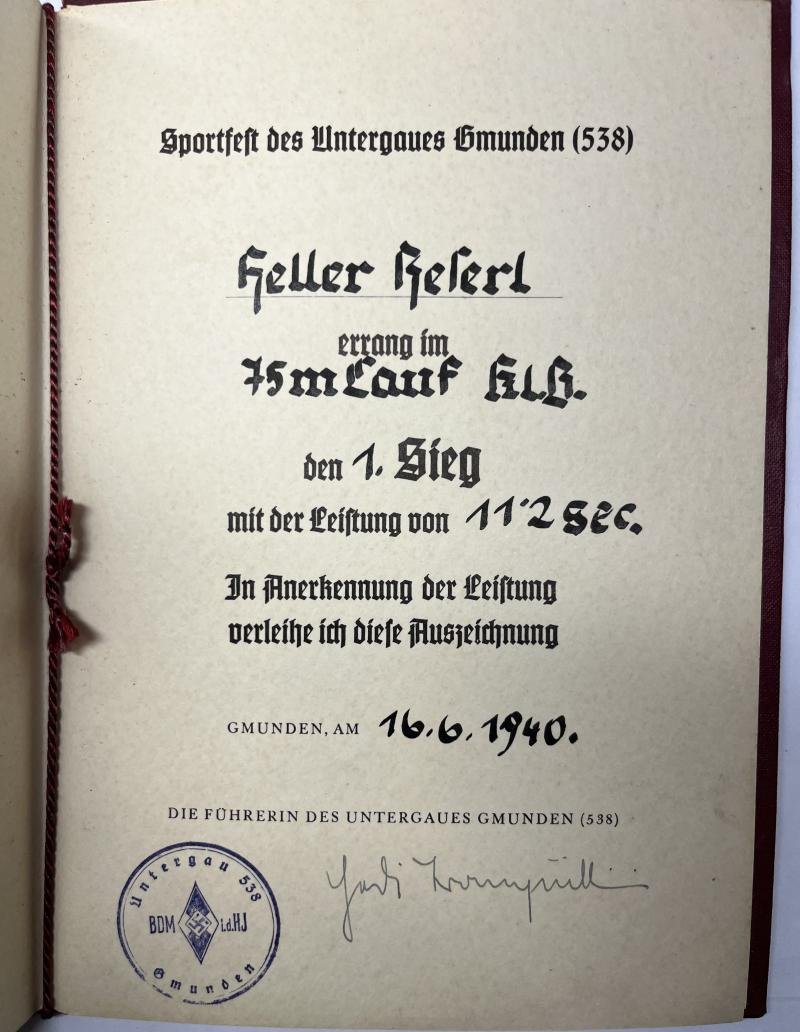 Sportfest des Untergaues Gmunden (538)
Heller Reserl
errang im
75m Lauf Kl.B.
den 1. Sieg
mit der Leistung von 11'2 sec.
In Anerkennung der Leistung
verleihe ich diese Auszeichnung
GMUNDEN, AM 16.6.1940.
DIE FÜHRERIN DES UNTERGAUES GMUNDEN (538)
Untergau 538
BDM i.d.HJ
Gmunden